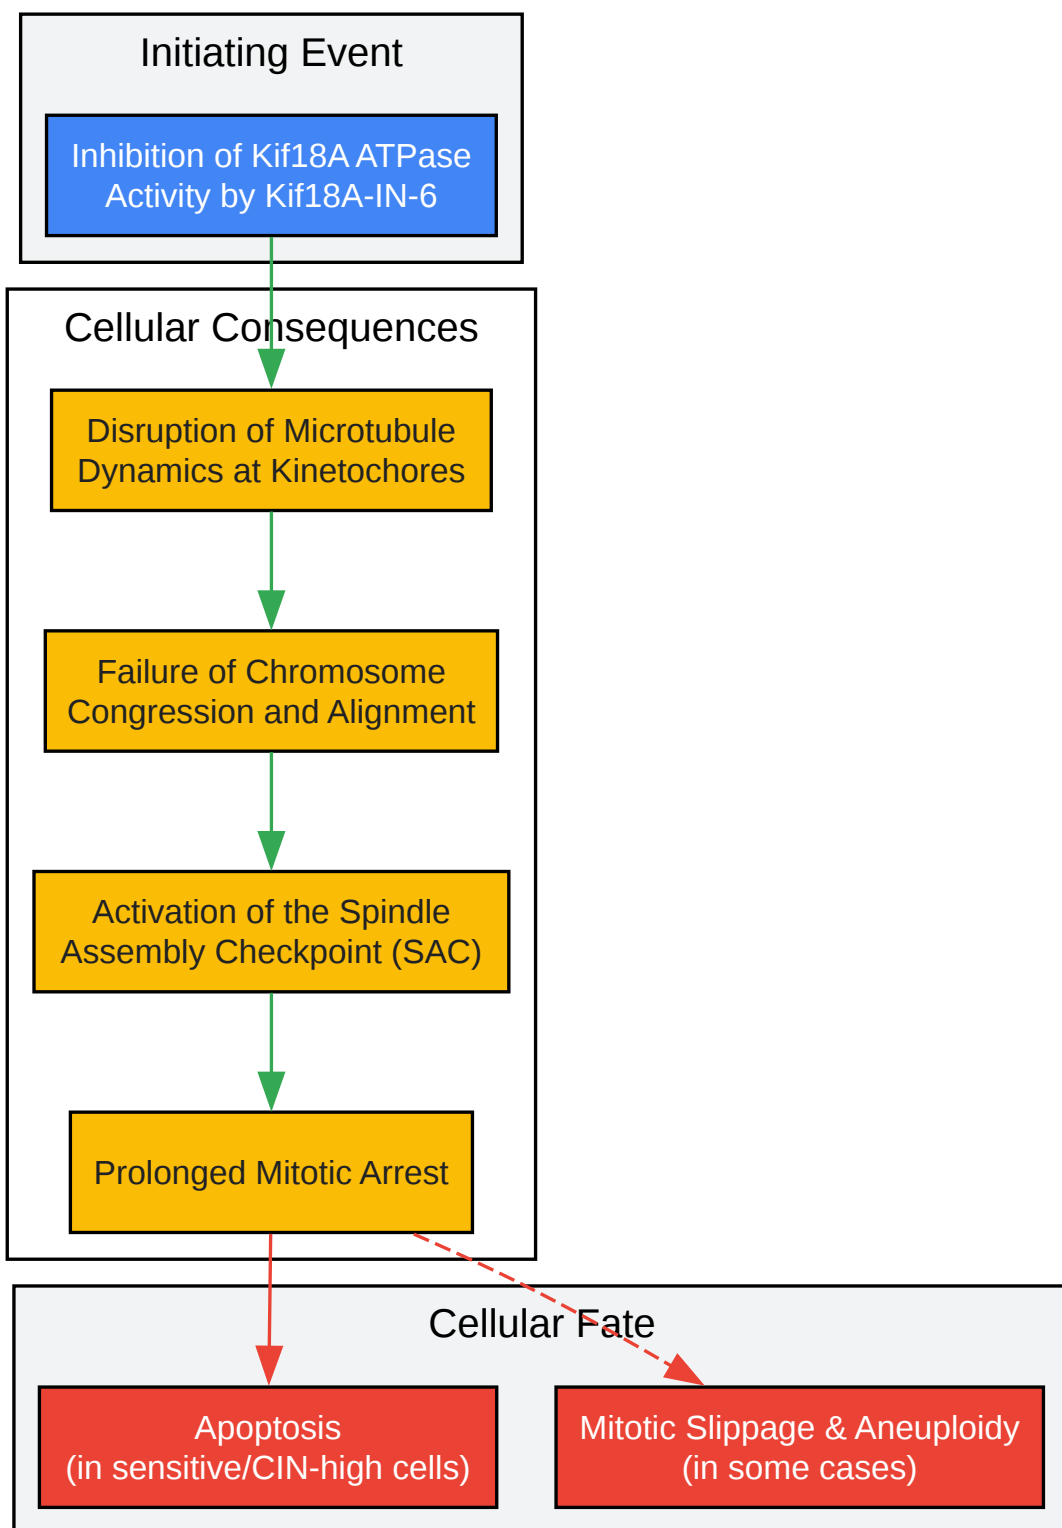 Initiating Event
Inhibition of Kif18A ATPase
Activity by Kif18A-IN-6
Cellular Consequences
Disruption of Microtubule
Dynamics at Kinetochores
Failure of Chromosome
Congression and Alignment
Activation of the Spindle
Assembly Checkpoint (SAC)
Prolonged Mitotic Arrest
Cellular Fate
Apoptosis
(in sensitive/CIN-high cells)
Mitotic Slippage & Aneuploidy
(in some cases)